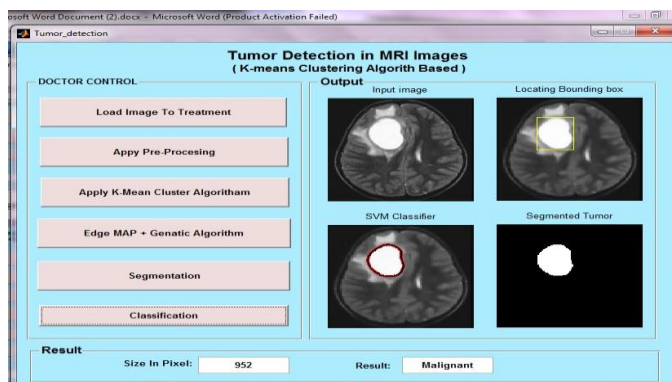 osoft Word Document (2).docx - Microsoft Word (Product Activation Failed)
Tumor_detection
Tumor Detection in MRI Images
( K-means Clustering Algorith Based )
DOCTOR CONTROL
Load Image To Treatment
Appy Pre-Procesing
Apply K-Mean Cluster Algoritham
Edge MAP + Genatic Algorithm
Segmentation
Classification
Output
Input image
Locating Bounding box
SVM Classifier
Segmented Tumor
Result
Size In Pixel: 952 Result: Malignant